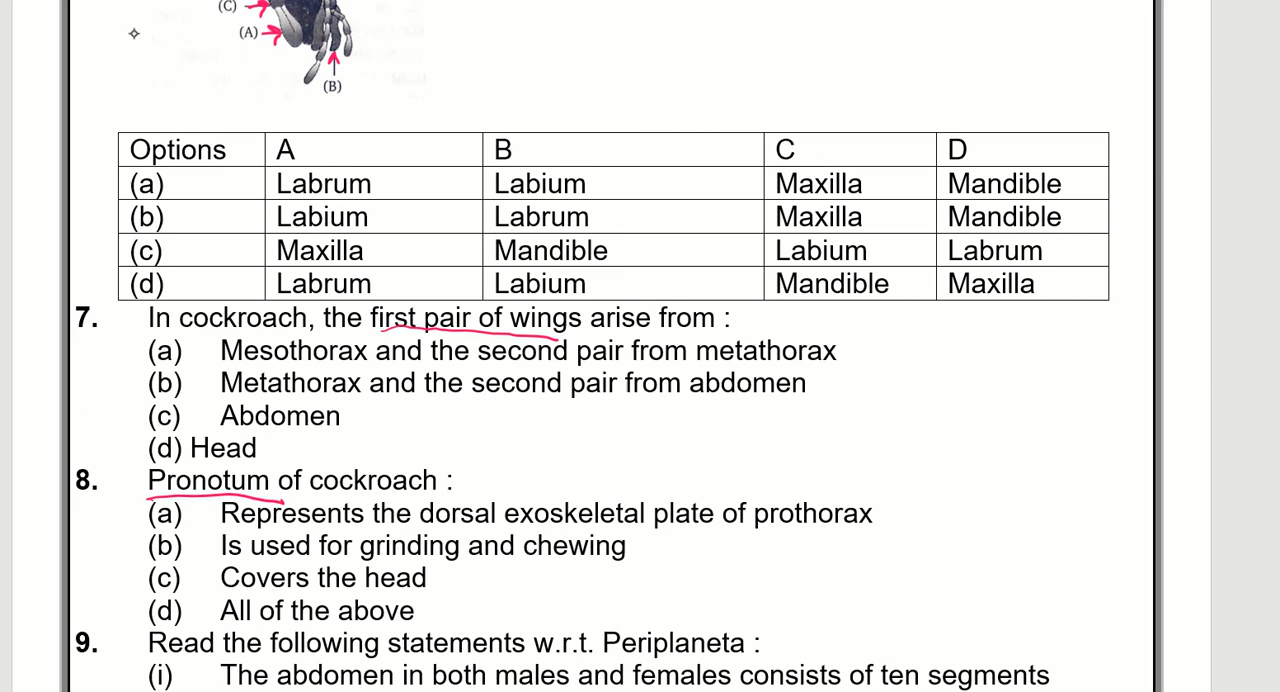 (C)
(A)
(B)
Options A B C D
(a) Labrum Labium Maxilla Mandible
(b) Labium Labrum Maxilla Mandible
(c) Maxilla Mandible Labium Labrum
(d) Labrum Labium Mandible Maxilla
7. In cockroach, the first pair of wings arise from :
(a) Mesothorax and the second pair from metathorax
(b) Metathorax and the second pair from abdomen
(c) Abdomen
(d) Head
8. Pronotum of cockroach :
(a) Represents the dorsal exoskeletal plate of prothorax
(b) Is used for grinding and chewing
(c) Covers the head
(d) All of the above
9. Read the following statements w.r.t. Periplaneta :
(i) The abdomen in both males and females consists of ten segments